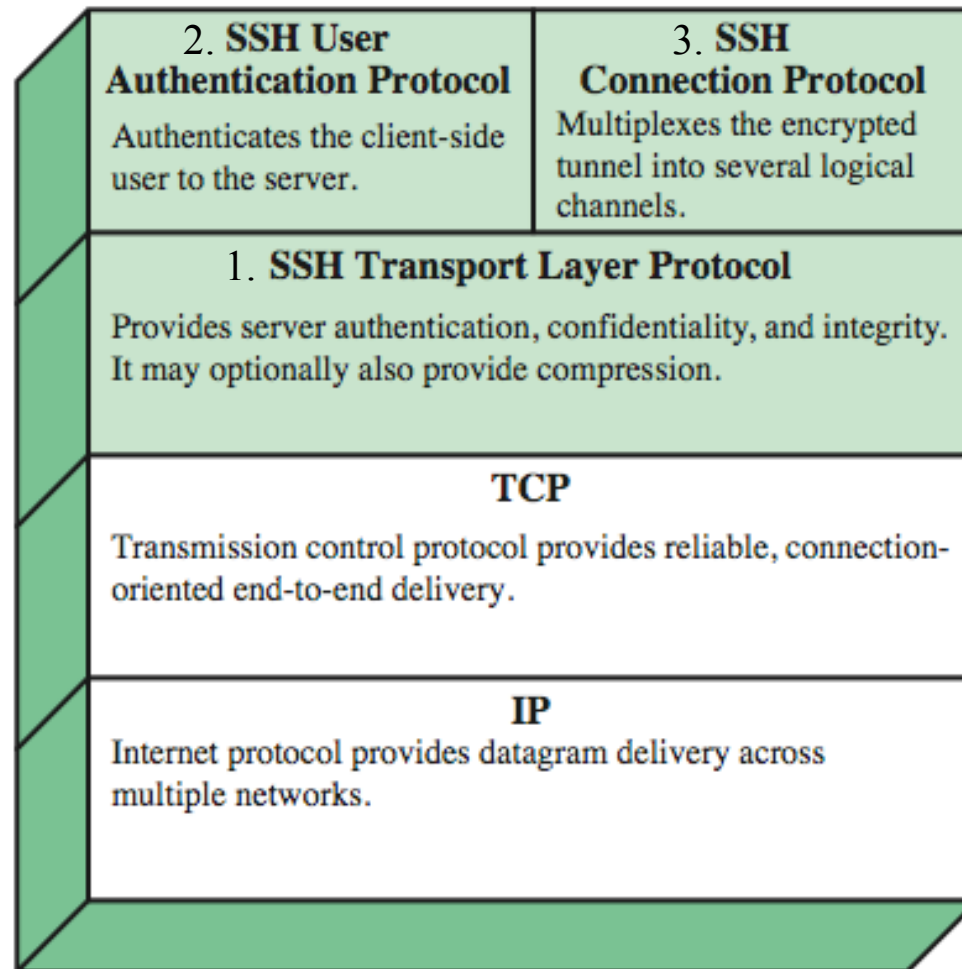 2. SSH User
Authentication Protocol
Authenticates the client-side
user to the server.
3. SSH
Connection Protocol
Multiplexes the encrypted
tunnel into several logical
channels.
1. SSH Transport Layer Protocol
Provides server authentication, confidentiality, and integrity.
It may optionally also provide compression.
TCP
Transmission control protocol provides reliable, connection-
oriented end-to-end delivery.
IP
Internet protocol provides datagram delivery across
multiple networks.